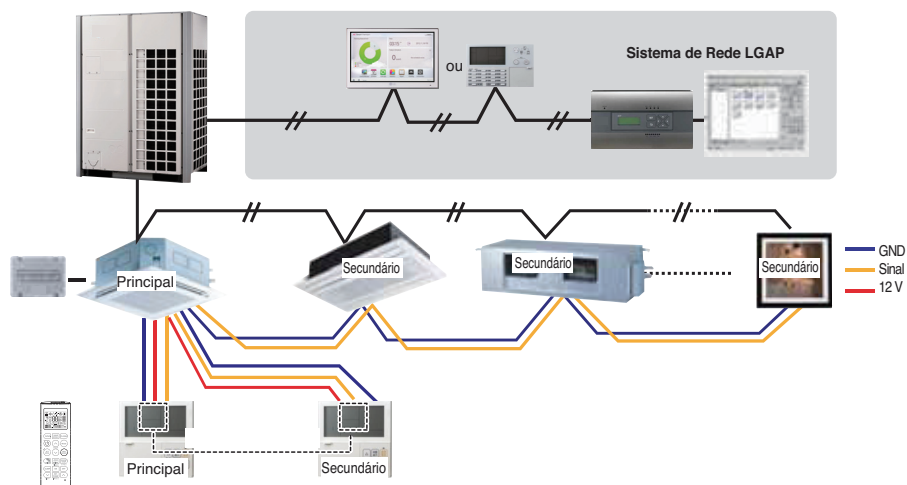 ou
Sistema de Rede LGAP
Principal
Secundário
Secundário
Secundário
GND
Sinal
12 V
Principal
Secundário